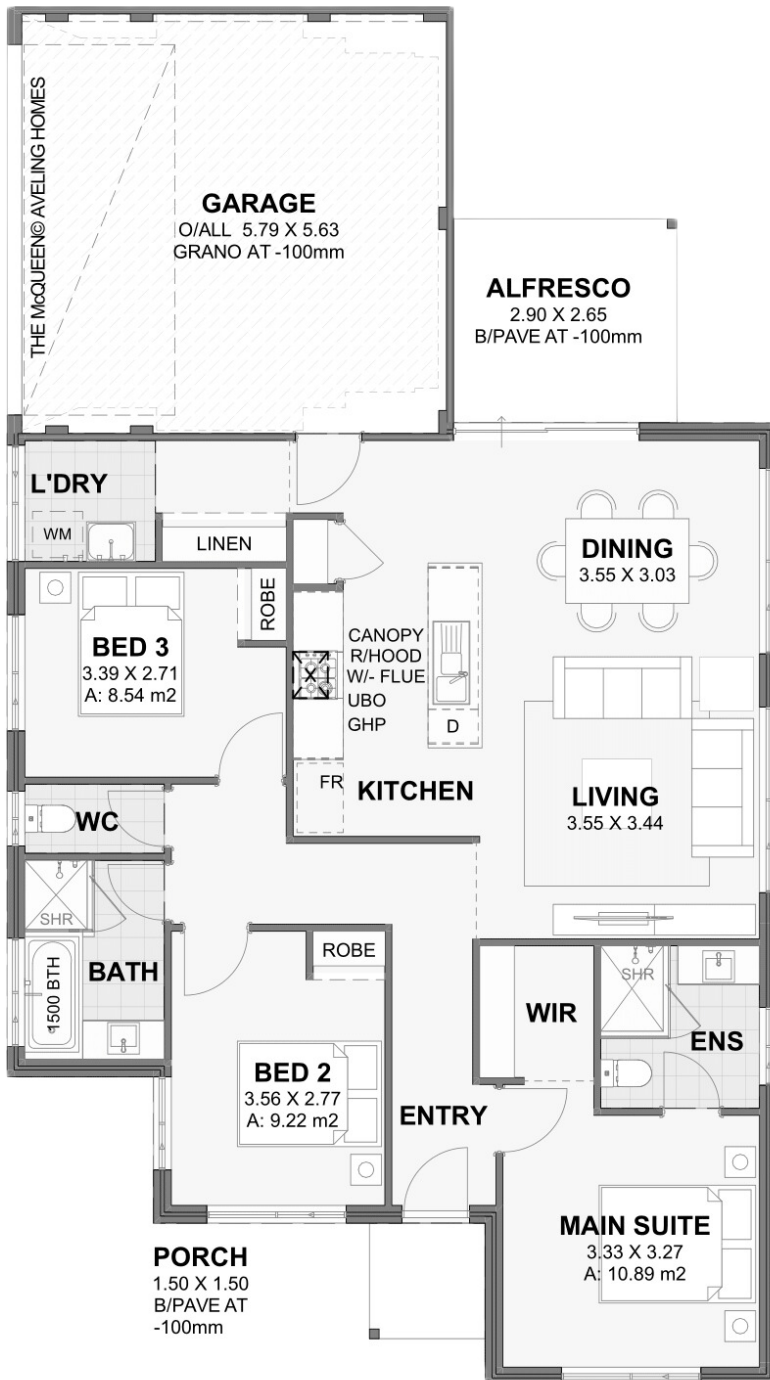 THE McQUEEN© AVELING HOMES
GARAGE
O/ALL 5.79 X 5.63
GRANO AT -100mm
ALFRESCO
2.90 X 2.65
B/PAVE AT -100mm
L'DRY
WM
LINEN
DINING
3.55 X 3.03
ROBE
BED 3
3.39 X 2.71
A: 8.54 m2
CANOPY
R/HOOD
W/- FLUE
UBO
GHP
X
D
FR
KITCHEN
LIVING
3.55 X 3.44
WC
SHR
BATH
1500 BTH
ROBE
BED 2
3.56 X 2.77
A: 9.22 m2
WIR
SHR
ENS
ENTRY
MAIN SUITE
3.33 X 3.27
A: 10.89 m2
PORCH
1.50 X 1.50
B/PAVE AT
-100mm